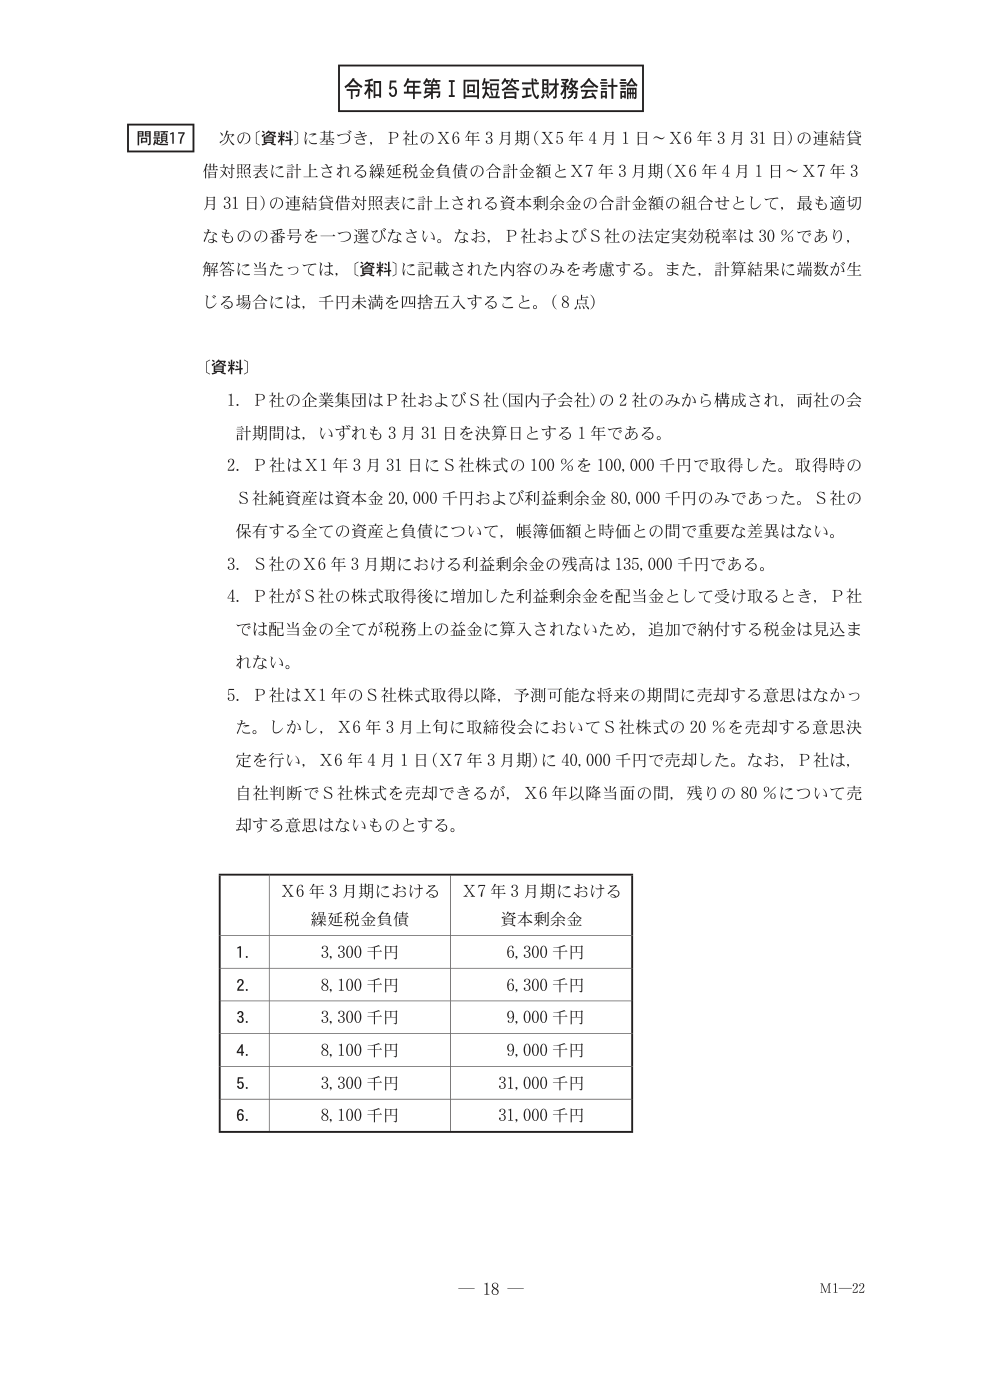 令和5年第Ⅰ回短答式財務会計論
問題17 次の〔資料〕に基づき，P社のX6年3月期(X5年4月1日～X6年3月31日)の連結貸
借対照表に計上される繰延税金負債の合計金額とX7年3月期(X6年4月1日～X7年3
月31日)の連結貸借対照表に計上される資本剰余金の合計金額の組合せとして，最も適切
なものの番号を一つ選びなさい。なお，P社およびS社の法定実効税率は30％であり，
解答に当たっては，〔資料〕に記載された内容のみを考慮する。また，計算結果に端数が生
じる場合には，千円未満を四捨五入すること。(8点)
〔資料〕
1. P社の企業集団はP社およびS社(国内子会社)の2社のみから構成され，両社の会
計期間は，いずれも3月31日を決算日とする1年である。
2. P社はX1年3月31日にS社株式の100％を100,000千円で取得した。取得時の
S社純資産は資本金20,000千円および利益剰余金80,000千円のみであった。S社の
保有する全ての資産と負債について，帳簿価額と時価との間で重要な差異はない。
3. S社のX6年3月期における利益剰余金の残高は135,000千円である。
4. P社がS社の株式取得後に増加した利益剰余金を配当金として受け取るとき，P社
では配当金の全てが税務上の益金に算入されないため，追加で納付する税金は見込ま
れない。
5. P社はX1年のS社株式取得以降，予測可能な将来の期間に売却する意思はなかっ
た。しかし，X6年3月上旬に取締役会においてS社株式の20％を売却する意思決
定を行い，X6年4月1日(X7年3月期)に40,000千円で売却した。なお，P社は，
自社判断でS社株式を売却できるが，X6年以降当面の間，残りの80％について売
却する意思はないものとする。
X6年3月期における X7年3月期における
繰延税金負債 資本剰余金
1. 3,300千円 6,300千円
2. 8,100千円 6,300千円
3. 3,300千円 9,000千円
4. 8,100千円 9,000千円
5. 3,300千円 31,000千円
6. 8,100千円 31,000千円
― 18 ― M1―22